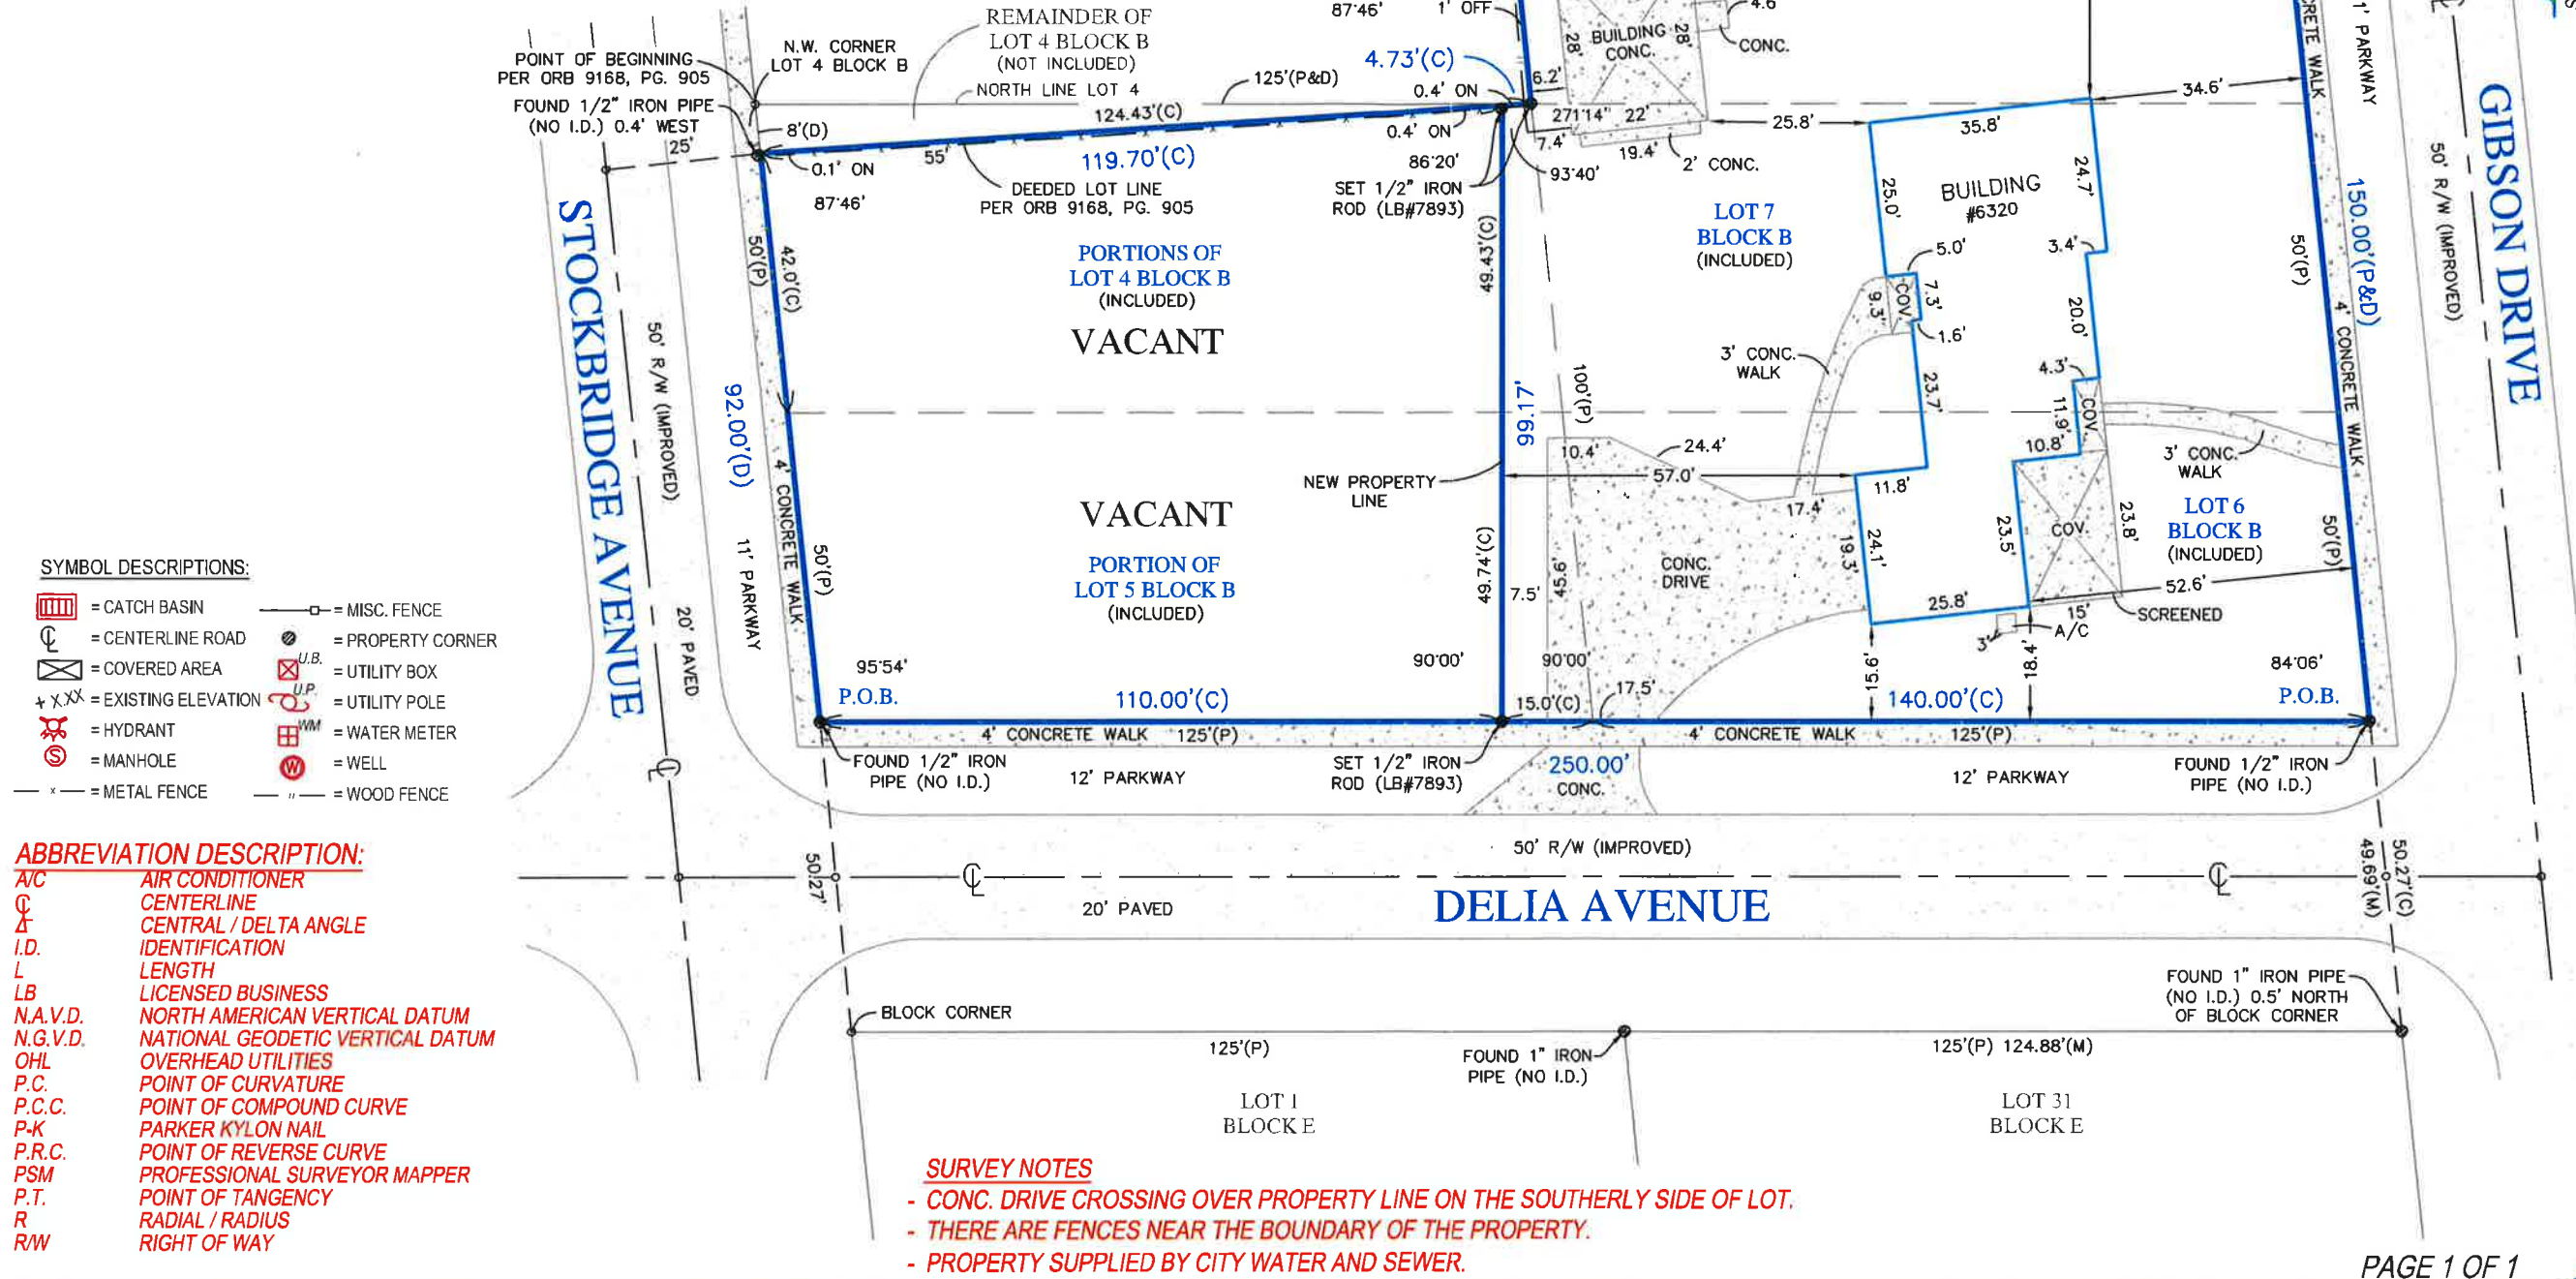 REMAINDER OF
LOT 4 BLOCK B
(NOT INCLUDED)
NORTH LINE LOT 4
POINT OF BEGINNING
PER ORB 9168, PG. 905
N.W. CORNER
LOT 4 BLOCK B
FOUND 1/2" IRON PIPE
(NO I.D.) 0.4' WEST
25'
8'(D)
0.1' ON
55'
124.43'(C)
125'(P&D)
119.70'(C)
87°46'
DEEDED LOT LINE
PER ORB 9168, PG. 905
87°46'
1' OFF
4.73'(C)
0.4' ON
0.4' ON
86°20'
SET 1/2" IRON
ROD (LB#7893)
93°40'
6.2'
7.4'
271°14'
22'
19.4'
2' CONC.
BUILDING
CONC.
28'
28'
4.6'
CONC.
25.8'
35.8'
34.6'
25.0'
24.7'
BUILDING
#6320
5.0'
3.4'
7.3'
COV.
9.3'
1.6'
20.0'
23.7'
4.3'
COV.
11.9'
10.8'
3' CONC.
WALK
3' CONC.
WALK
LOT 7
BLOCK B
(INCLUDED)
LOT 6
BLOCK B
(INCLUDED)
PORTIONS OF
LOT 4 BLOCK B
(INCLUDED)
VACANT
VACANT
PORTION OF
LOT 5 BLOCK B
(INCLUDED)
STOCKBRIDGE AVENUE
50' R/W (IMPROVED)
20' PAVED
11' PARKWAY
50'(P)
42.0'(C)
92.00'(D)
4' CONCRETE WALK
50'(P)
49.43'(C)
99.17'
NEW PROPERTY
LINE
49.74'(C)
100'(P)
10.4'
24.4'
57.0'
17.4'
11.8'
19.3'
24.1'
23.5'
COV.
23.8'
7.5'
45.6'
CONC.
DRIVE
25.8'
15'
52.6'
SCREENED
3'
A/C
15.6'
18.4'
1' PARKWAY
CRETE WALK
50'(P)
150.00'(P&D)
4' CONCRETE WALK
50'(P)
50' R/W (IMPROVED)
GIBSON DRIVE
95°54'
P.O.B.
110.00'(C)
90°00'
90°00'
15.0'(C)
17.5'
140.00'(C)
84°06'
P.O.B.
4' CONCRETE WALK
125'(P)
4' CONCRETE WALK
125'(P)
FOUND 1/2" IRON
PIPE (NO I.D.)
12' PARKWAY
SET 1/2" IRON
ROD (LB#7893)
250.00'
CONC.
12' PARKWAY
FOUND 1/2" IRON
PIPE (NO I.D.)
50' R/W (IMPROVED)
20' PAVED
DELIA AVENUE
50.27'
50.27'(C)
49.69'(M)
BLOCK CORNER
125'(P)
FOUND 1" IRON
PIPE (NO I.D.)
125'(P) 124.88'(M)
FOUND 1" IRON PIPE
(NO I.D.) 0.5' NORTH
OF BLOCK CORNER
LOT 1
BLOCK E
LOT 31
BLOCK E
SYMBOL DESCRIPTIONS:
= CATCH BASIN
= MISC. FENCE
= CENTERLINE ROAD
= PROPERTY CORNER
= COVERED AREA
U.B. = UTILITY BOX
+ X.XX = EXISTING ELEVATION
U.P. = UTILITY POLE
= HYDRANT
WM = WATER METER
S = MANHOLE
W = WELL
x = METAL FENCE
// = WOOD FENCE
ABBREVIATION DESCRIPTION:
A/C AIR CONDITIONER
℄ CENTERLINE
CENTRAL / DELTA ANGLE
I.D. IDENTIFICATION
L LENGTH
LB LICENSED BUSINESS
N.A.V.D. NORTH AMERICAN VERTICAL DATUM
N.G.V.D. NATIONAL GEODETIC VERTICAL DATUM
OHL OVERHEAD UTILITIES
P.C. POINT OF CURVATURE
P.C.C. POINT OF COMPOUND CURVE
P-K PARKER KYLON NAIL
P.R.C. POINT OF REVERSE CURVE
PSM PROFESSIONAL SURVEYOR MAPPER
P.T. POINT OF TANGENCY
R RADIAL / RADIUS
R/W RIGHT OF WAY
SURVEY NOTES
- CONC. DRIVE CROSSING OVER PROPERTY LINE ON THE SOUTHERLY SIDE OF LOT.
- THERE ARE FENCES NEAR THE BOUNDARY OF THE PROPERTY.
- PROPERTY SUPPLIED BY CITY WATER AND SEWER.
PAGE 1 OF 1